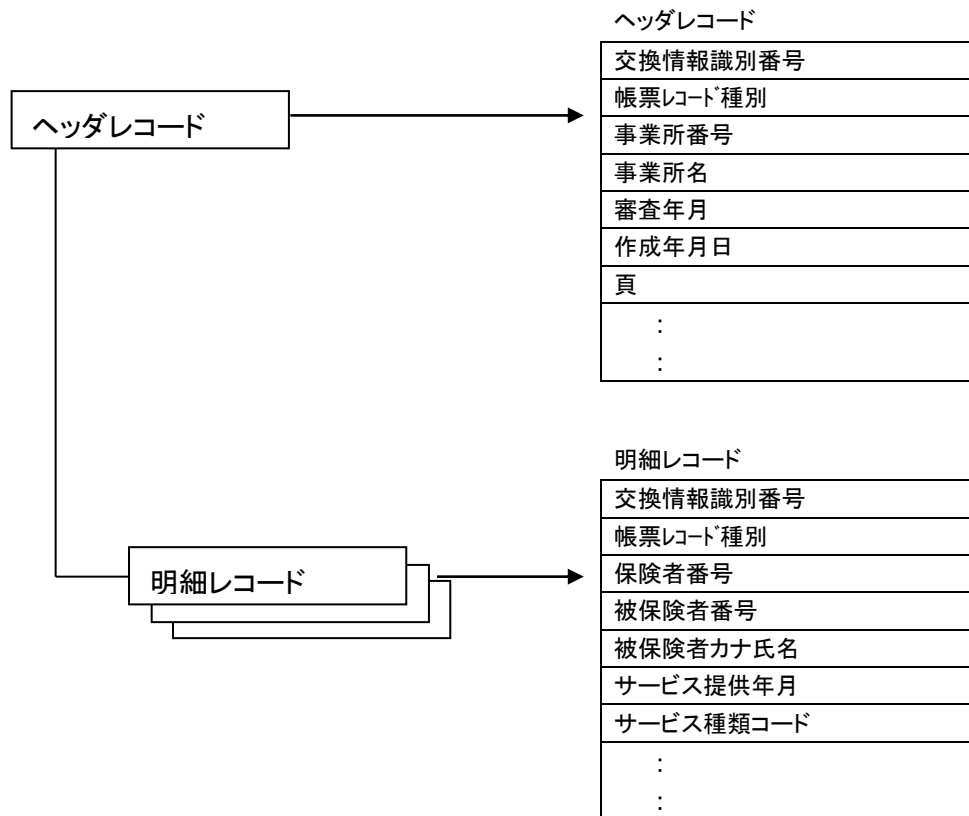 ヘッダレコード
ヘッダレコード
交換情報識別番号
帳票ﾚｺｰﾄﾞ種別
事業所番号
事業所名
審査年月
作成年月日
頁
:
:
明細レコード
明細レコード
交換情報識別番号
帳票ﾚｺｰﾄﾞ種別
保険者番号
被保険者番号
被保険者カナ氏名
サービス提供年月
サービス種類コード
:
: